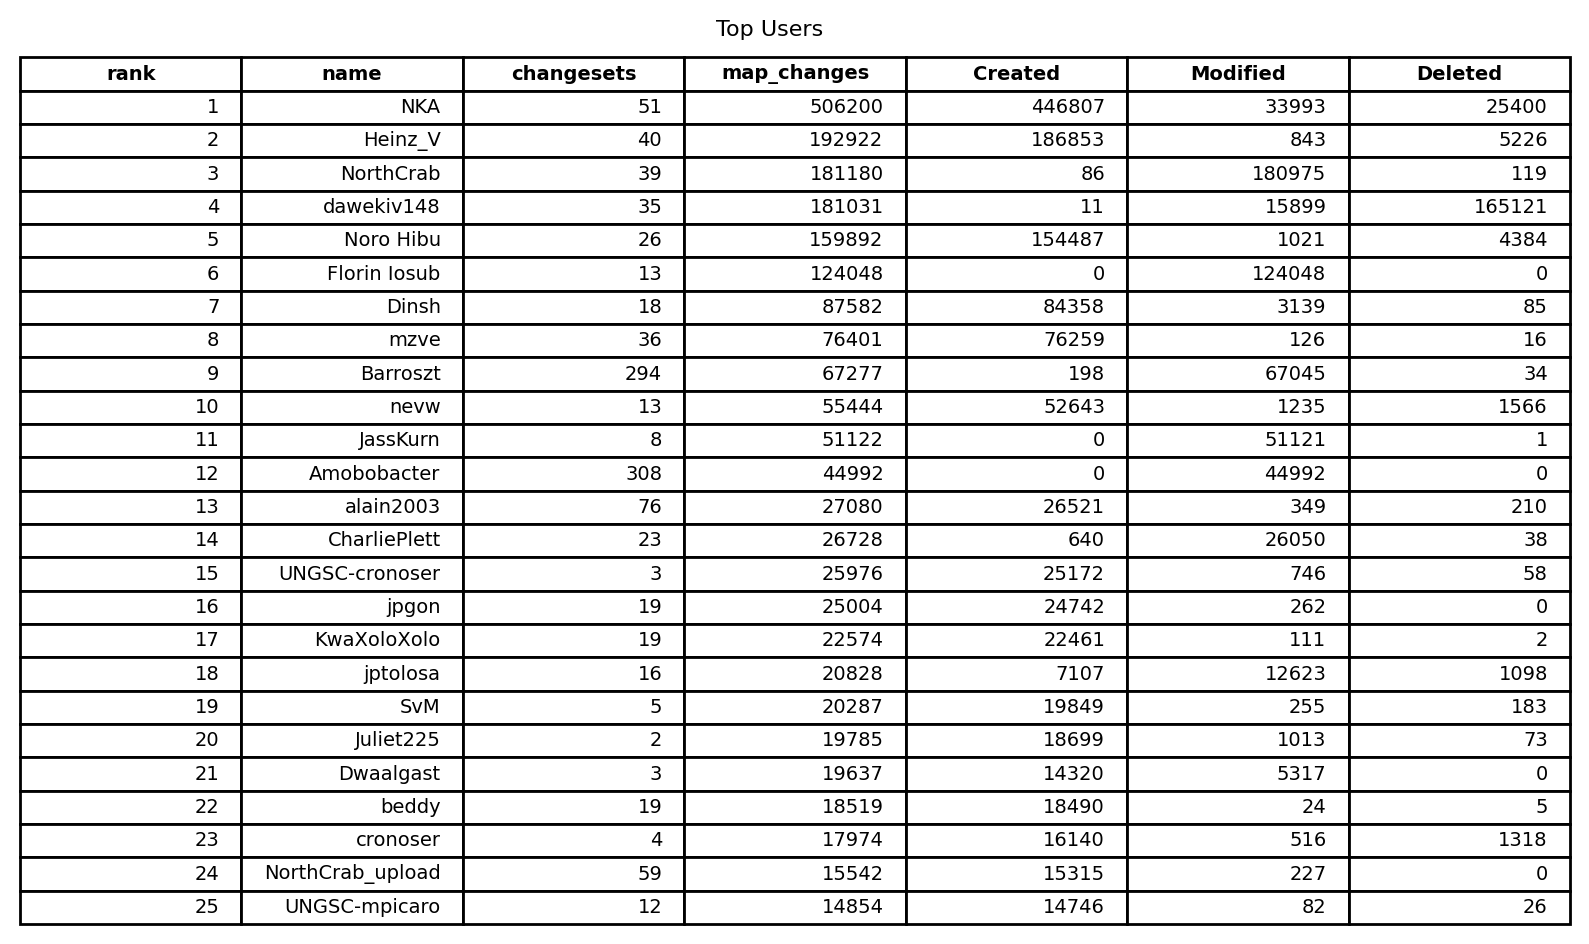 Top Users
rank name changesets map_changes Created Modified Deleted
1 NKA 51 506200 446807 33993 25400
2 Heinz_V 40 192922 186853 843 5226
3 NorthCrab 39 181180 86 180975 119
4 dawekiv148 35 181031 11 15899 165121
5 Noro Hibu 26 159892 154487 1021 4384
6 Florin Iosub 13 124048 0 124048 0
7 Dinsh 18 87582 84358 3139 85
8 mzve 36 76401 76259 126 16
9 Barroszt 294 67277 198 67045 34
10 nevw 13 55444 52643 1235 1566
11 JassKurn 8 51122 0 51121 1
12 Amobobacter 308 44992 0 44992 0
13 alain2003 76 27080 26521 349 210
14 CharliePlett 23 26728 640 26050 38
15 UNGSC-cronoser 3 25976 25172 746 58
16 jpgon 19 25004 24742 262 0
17 KwaXoloXolo 19 22574 22461 111 2
18 jptolosa 16 20828 7107 12623 1098
19 SvM 5 20287 19849 255 183
20 Juliet225 2 19785 18699 1013 73
21 Dwaalgast 3 19637 14320 5317 0
22 beddy 19 18519 18490 24 5
23 cronoser 4 17974 16140 516 1318
24 NorthCrab_upload 59 15542 15315 227 0
25 UNGSC-mpicaro 12 14854 14746 82 26